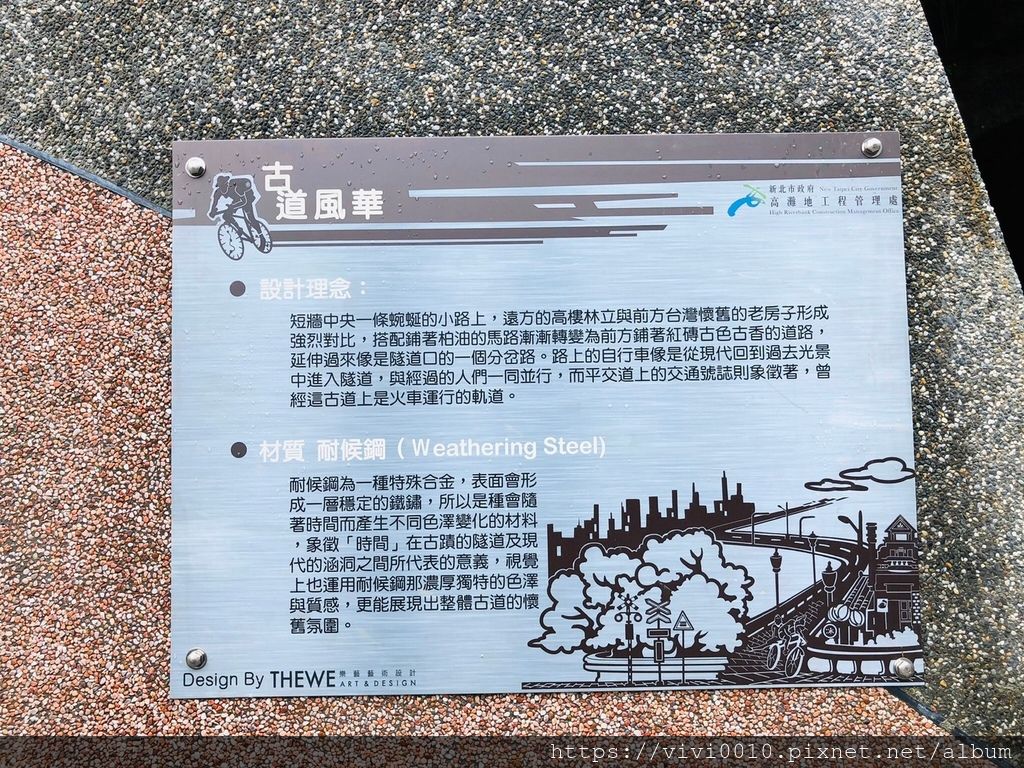 古
道風華
新北市政府 New Taipei City Government
高灘地工程管理處
High Riverbank Construction Management Office
● 設計理念：
短牆中央一條蜿蜒的小路上，遠方的高樓林立與前方台灣懷舊的老房子形成
強烈對比，搭配鋪著柏油的馬路漸漸轉變為前方鋪著紅磚古色古香的道路，
延伸過來像是隧道口的一個分岔路。路上的自行車像是從現代回到過去光景
中進入隧道，與經過的人們一同並行，而平交道上的交通號誌則象徵著，曾
經這古道上是火車運行的軌道。
● 材質 耐候鋼（Weathering Steel）
耐候鋼為一種特殊合金，表面會形
成一層穩定的鐵鏽，所以是種會隨
著時間而產生不同色澤變化的材料
，象徵「時間」在古蹟的隧道及現
代的涵洞之間所代表的意義，視覺
上也運用耐候鋼那濃厚獨特的色澤
與質感，更能展現出整體古道的懷
舊氛圍。
Design By THEWE 樂藝藝術設計
ART & DESIGN
https://vivi0010.pixnet.net/album